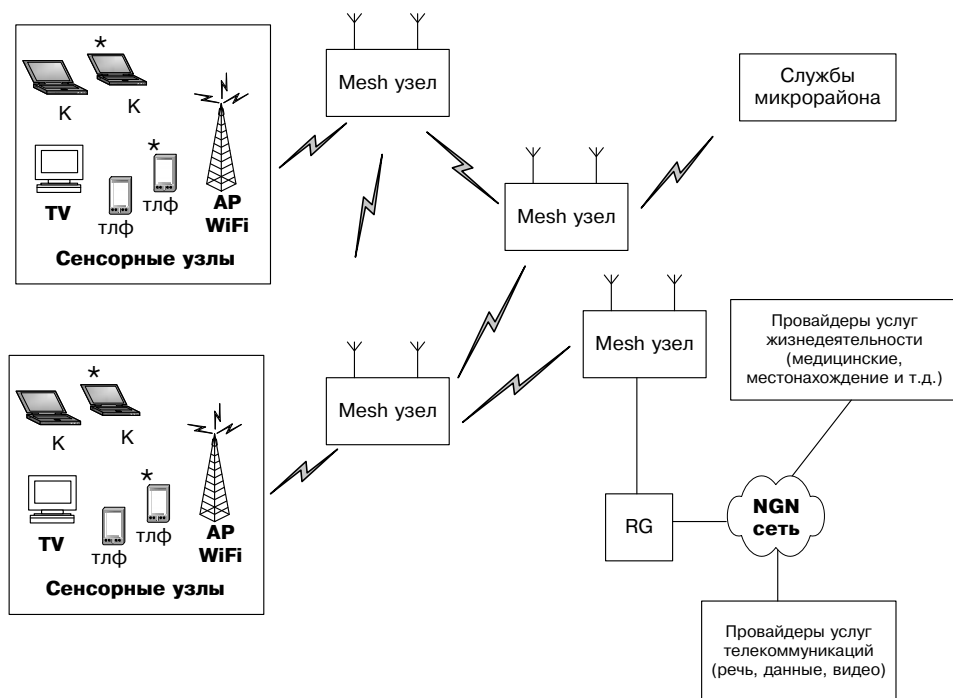 *
K
K
*
TV
тлф
тлф
AP
WiFi
Сенсорные узлы
Mesh узел
Службы
микрорайона
Mesh узел
Mesh узел
Mesh узел
Провайдеры услуг
жизнедеятельности
(медицинские,
местонахождение и т.д.)
*
K
K
*
TV
тлф
тлф
AP
WiFi
Сенсорные узлы
RG
NGN
сеть
Провайдеры услуг
телекоммуникаций
(речь, данные, видео)